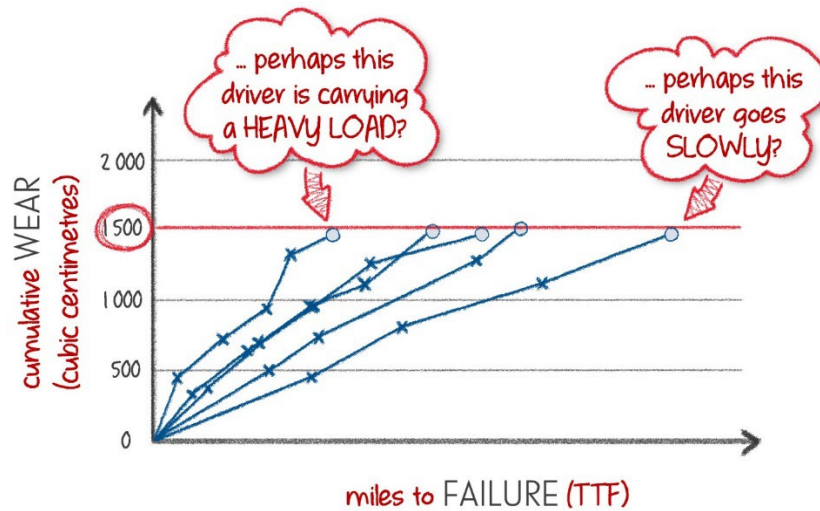 ... perhaps this
driver is carrying
a HEAVY LOAD?
... perhaps this
driver goes
SLOWLY?
cumulative WEAR
(cubic centimetres)
2 000
1 500
1 000
500
0
miles to FAILURE (TTF)